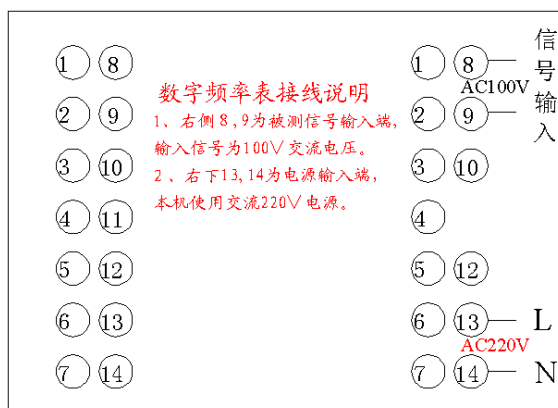 1 8 1 8 信号输入
AC100V
数字频率表接线说明
2 9 2 9
1、右侧8,9为被测信号输入端,
输入信号为100V交流电压。
3 10 3 10
2、右下13,14为电源输入端,
本机使用交流220V电源。
4 11 4
5 12 5 12
6 13 6 13 L
AC220V
7 14 7 14 N